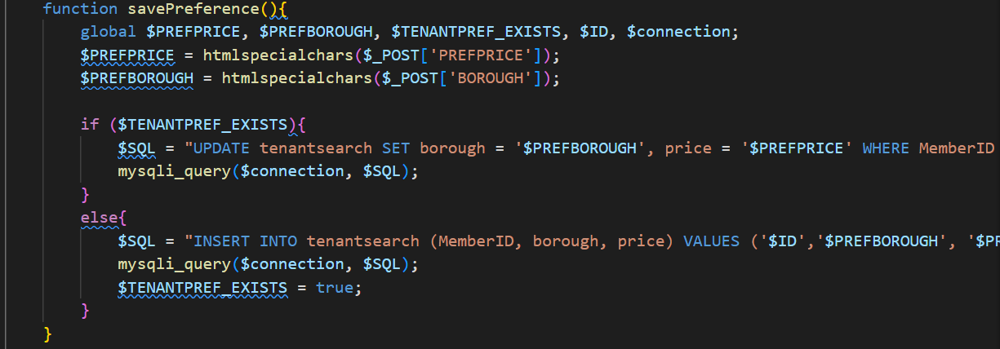 function savePreference(){
global $PREFPRICE, $PREFBOROUGH, $TENANTPREF_EXISTS, $ID, $connection;
$PREFPRICE = htmlspecialchars($_POST['PREFPRICE']);
$PREFBOROUGH = htmlspecialchars($_POST['BOROUGH']);
if ($TENANTPREF_EXISTS){
$SQL = "UPDATE tenantsearch SET borough = '$PREFBOROUGH', price = '$PREFPRICE' WHERE MemberID
mysqli_query($connection, $SQL);
}
else{
$SQL = "INSERT INTO tenantsearch (MemberID, borough, price) VALUES ('$ID','$PREFBOROUGH', '$PR
mysqli_query($connection, $SQL);
$TENANTPREF_EXISTS = true;
}
}